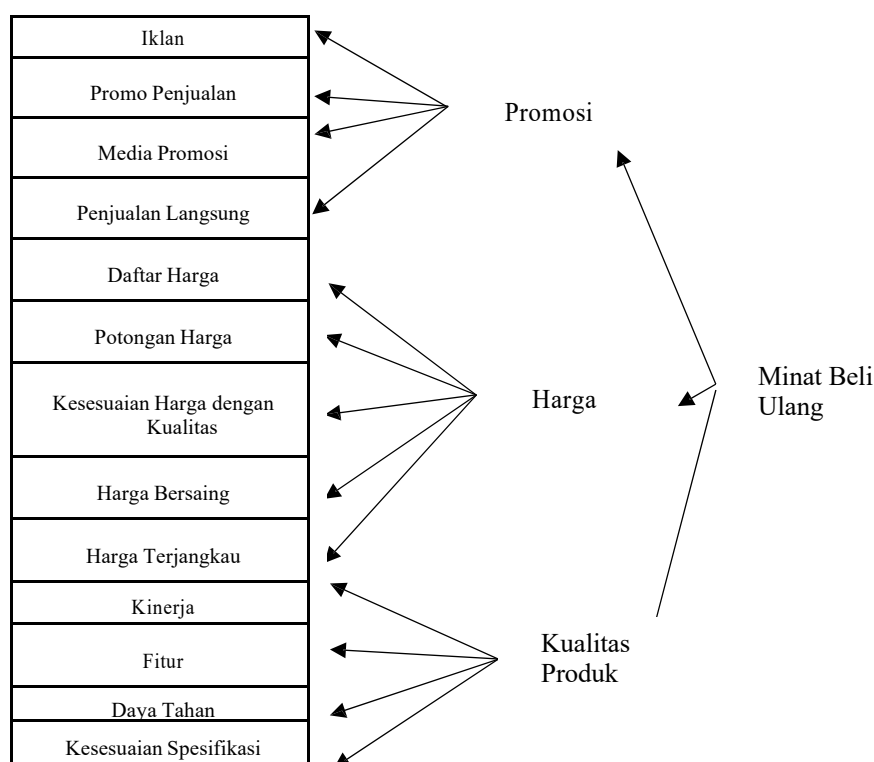 Iklan
Promo Penjualan
Media Promosi
Penjualan Langsung
Daftar Harga
Potongan Harga
Kesesuaian Harga dengan
Kualitas
Harga Bersaing
Harga Terjangkau
Kinerja
Fitur
Daya Tahan
Kesesuaian Spesifikasi
Promosi
Harga
Kualitas
Produk
Minat Beli
Ulang